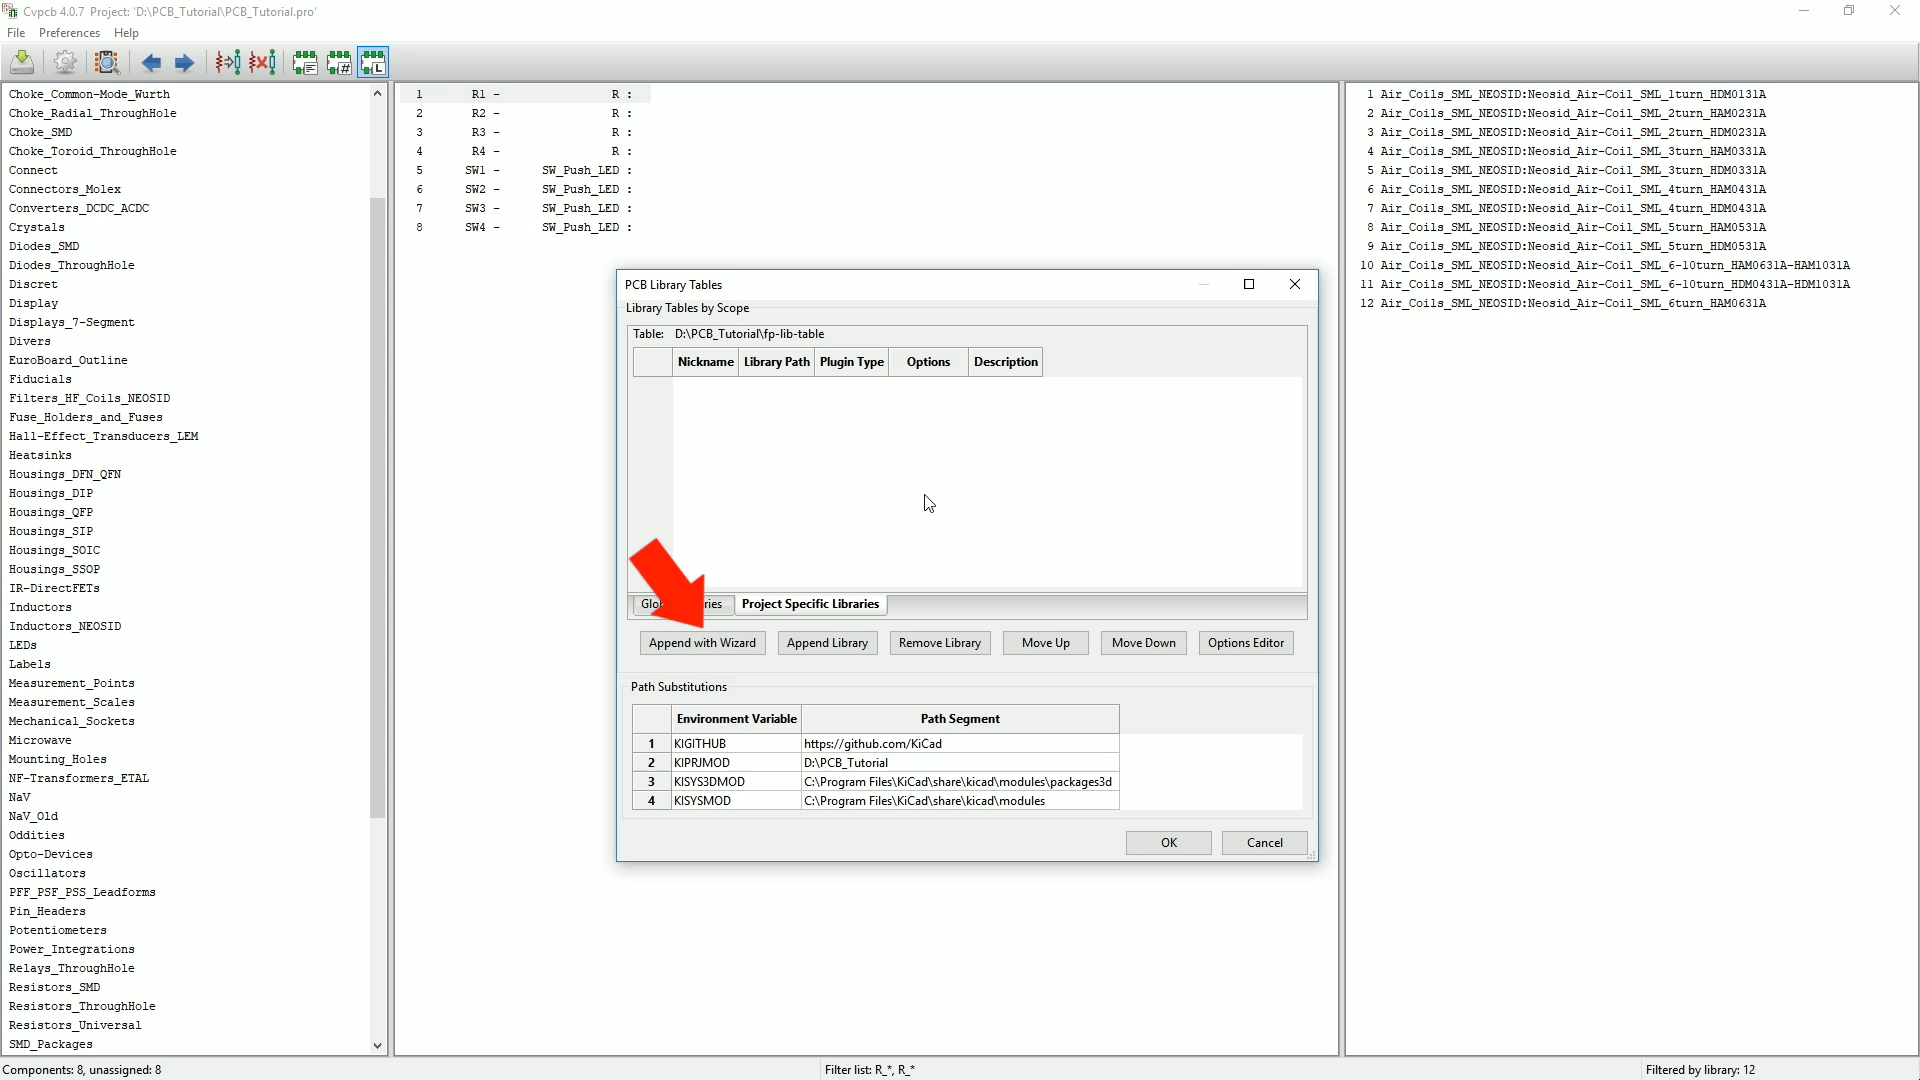 Cvpcb 4.0.7 Project: 'D:\PCB_Tutorial\PCB_Tutorial.pro'
File Preferences Help
Choke_Common-Mode_Wurth
Choke_Radial_ThroughHole
Choke_SMD
Choke_Toroid_ThroughHole
Connect
Connectors_Molex
Converters_DCDC_ACDC
Crystals
Diodes_SMD
Diodes_ThroughHole
Discret
Display
Displays_7-Segment
Divers
EuroBoard_Outline
Fiducials
Filters_HF_Coils_NEOSID
Fuse_Holders_and_Fuses
Hall-Effect_Transducers_LEM
Heatsinks
Housings_DFN_QFN
Housings_DIP
Housings_QFP
Housings_SIP
Housings_SOIC
Housings_SSOP
IR-DirectFETs
Inductors
Inductors_NEOSID
LEDs
Labels
Measurement_Points
Measurement_Scales
Mechanical_Sockets
Microwave
Mounting_Holes
NF-Transformers_ETAL
NaV
NaV_Old
Oddities
Opto-Devices
Oscillators
PFF_PSF_PSS_Leadforms
Pin_Headers
Potentiometers
Power_Integrations
Relays_ThroughHole
Resistors_SMD
Resistors_ThroughHole
Resistors_Universal
SMD_Packages
1 R1 - R :
2 R2 - R :
3 R3 - R :
4 R4 - R :
5 SW1 - SW_Push_LED :
6 SW2 - SW_Push_LED :
7 SW3 - SW_Push_LED :
8 SW4 - SW_Push_LED :
1 Air_Coils_SML_NEOSID:Neosid_Air-Coil_SML_1turn_HDM0131A
2 Air_Coils_SML_NEOSID:Neosid_Air-Coil_SML_2turn_HAM0231A
3 Air_Coils_SML_NEOSID:Neosid_Air-Coil_SML_2turn_HDM0231A
4 Air_Coils_SML_NEOSID:Neosid_Air-Coil_SML_3turn_HAM0331A
5 Air_Coils_SML_NEOSID:Neosid_Air-Coil_SML_3turn_HDM0331A
6 Air_Coils_SML_NEOSID:Neosid_Air-Coil_SML_4turn_HAM0431A
7 Air_Coils_SML_NEOSID:Neosid_Air-Coil_SML_4turn_HDM0431A
8 Air_Coils_SML_NEOSID:Neosid_Air-Coil_SML_5turn_HAM0531A
9 Air_Coils_SML_NEOSID:Neosid_Air-Coil_SML_5turn_HDM0531A
10 Air_Coils_SML_NEOSID:Neosid_Air-Coil_SML_6-10turn_HAM0631A-HAM1031A
11 Air_Coils_SML_NEOSID:Neosid_Air-Coil_SML_6-10turn_HDM0431A-HDM1031A
12 Air_Coils_SML_NEOSID:Neosid_Air-Coil_SML_6turn_HAM0631A
PCB Library Tables
Library Tables by Scope
Table: D:\PCB_Tutorial\fp-lib-table
Nickname Library Path Plugin Type Options Description
Project Specific Libraries
Append with Wizard Append Library Remove Library Move Up Move Down Options Editor
Path Substitutions
Environment Variable Path Segment
1 KIGITHUB https://github.com/KiCad
2 KIPRJMOD D:\PCB_Tutorial
3 KISYS3DMOD C:\Program Files\KiCad\share\kicad\modules\packages3d
4 KISYSMOD C:\Program Files\KiCad\share\kicad\modules
OK Cancel
Components: 8, unassigned: 8 Filter list: R_*, R_* Filtered by library: 12